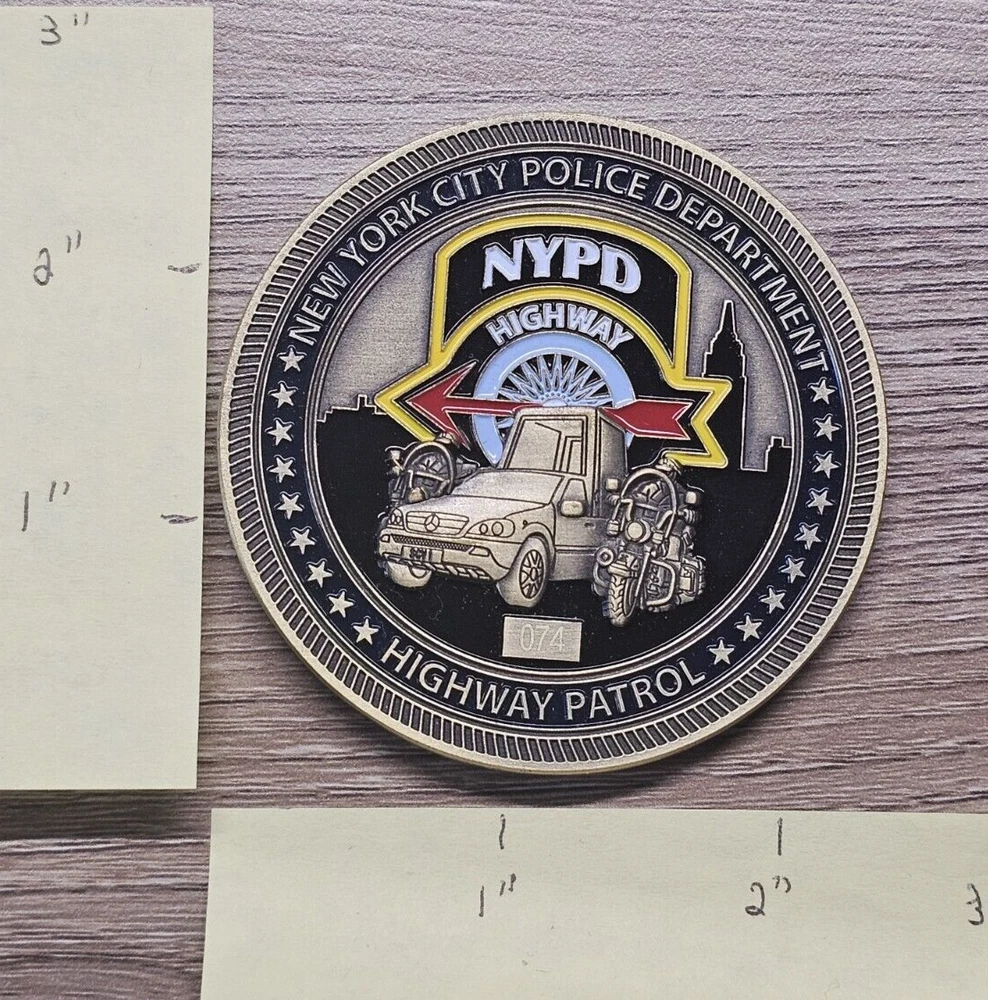 3"
2"
1"
NEW YORK CITY POLICE DEPARTMENT
NYPD
HIGHWAY
074
HIGHWAY PATROL
1"
2"
3